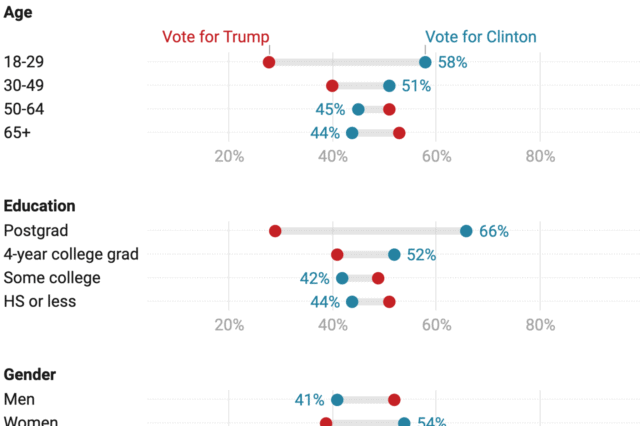 Age
Vote for Trump Vote for Clinton
18-29 58%
30-49 51%
50-64 45%
65+ 44%
20% 40% 60% 80%
Education
Postgrad 66%
4-year college grad 52%
Some college 42%
HS or less 44%
20% 40% 60% 80%
Gender
Men 41%
Women 54%